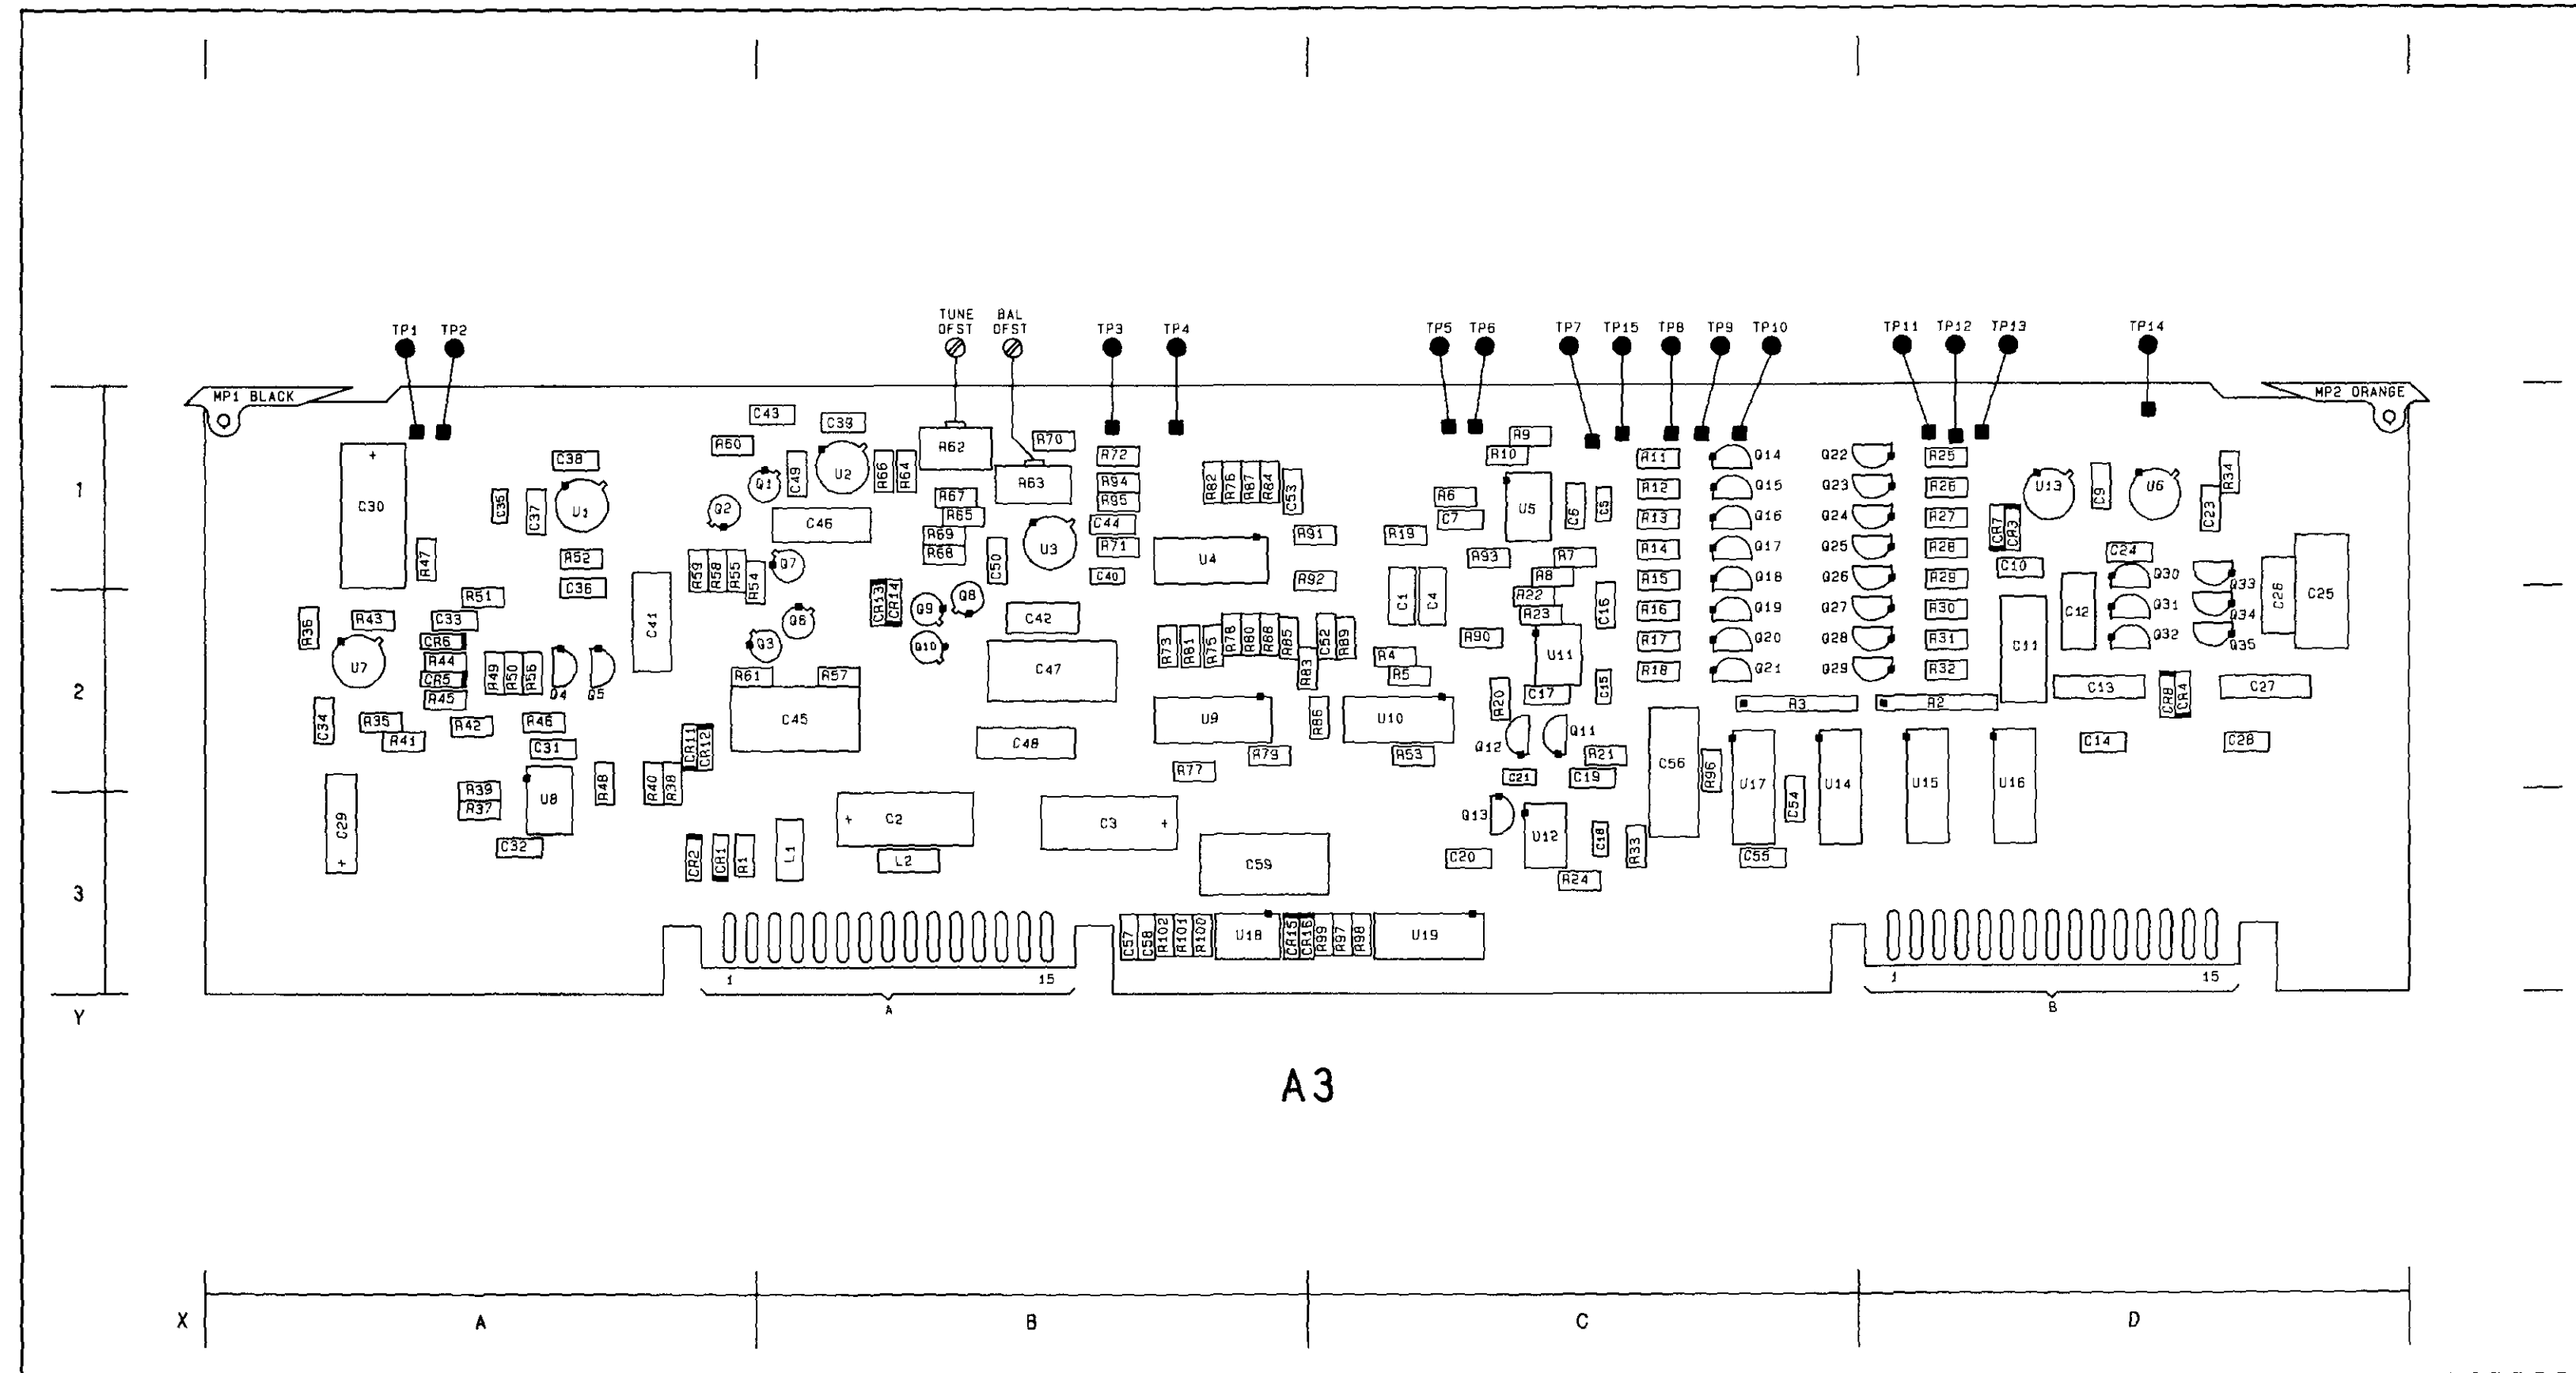 TUNE OFST
BAL OFST
TP1 TP2 TP3 TP4 TP5 TP6 TP7 TP15 TP8 TP9 TP10 TP11 TP12 TP13 TP14
MP1 BLACK
MP2 ORANGE
C43 C39 R60 R62 R70 R9
R72 R10 R11 Q14 Q22 R25
C38 Q1 C49 U2 R66 R64 R63 R94 R95 R82 R76 R87 R84 C53 R6 C7 U5 C6 C5 R12 Q15 Q23 R26 U13 C9 U6 R34 C23
1
C30 C35 C37 U1 Q2 C46 R67 R65 U3 C44 R13 Q16 Q24 R27 CR7 CR3
R47 R52 R69 R68 C50 R71 U4 R91 R19 R93 R7 R14 Q17 Q25 R28 C24
R59 R58 R55 R54 Q7 C40 R92 R8 R15 Q18 Q26 R29 C10 Q30 Q33
C36 R51 C41 CR13 CR14 Q9 Q8 C42 C1 C4 R22 R23 C16 R16 Q19 Q27 R30 C12 Q31 Q34 C26 C25
R36 R43 C33 Q6 Q3 Q10 R90 R17 Q20 Q28 R31 Q32 Q35
CR6 R44 CR5 R45 U7 R49 R50 R56 Q4 Q5 R61 R57 C47 R73 R81 R75 R78 R80 R68 R85 R83 C52 R89 R4 R5 U11 C15 R18 Q21 Q29 R32 C11
2
C34 R35 R42 R46 R41 C31 C45 C48 U9 R86 U10 R20 C17 R3 R2 C13 CR8 CR4 C27
CR11 CR12 R79 R77 R53 Q12 Q11 R21 C14 C28
R39 R37 U8 R48 R40 R38 C21 C19 C56 R96 U17 C54 U14 U15 U16
C29 C32 CR2 CR1 R1 L1 C2 L2 C3 C59 Q13 U12 C20 C18 R33 R24 C55
3
C57 C58 R102 R101 R100 U18 CR15 CR16 R99 R97 R98 U19
1 15 1 15
A B
Y
A3
X A B C D